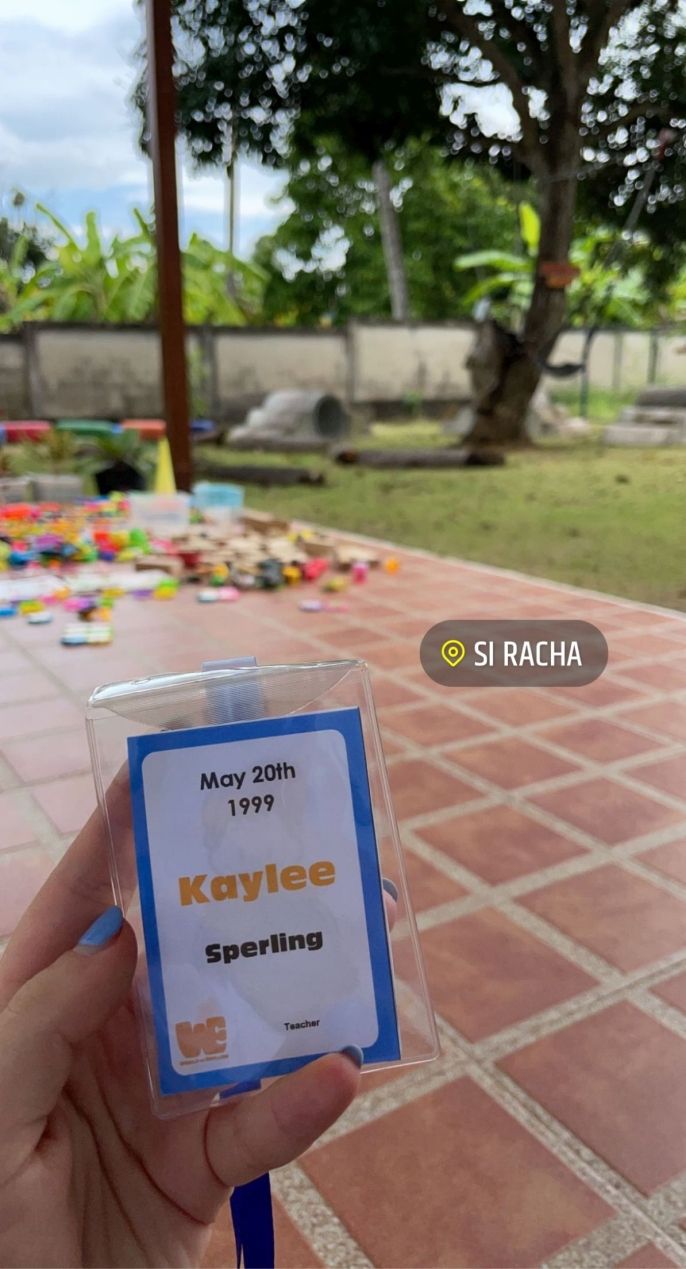 SI RACHA
May 20th
1999
Kaylee
Sperling
Teacher